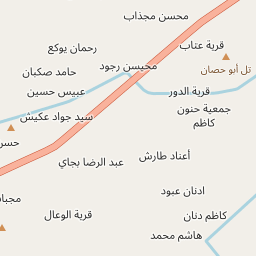 محسن مجذاب
رحمان يوكع
قرية عتاب
تل أبو حصان
محيسن رجود
حامد صكبان
عبيس حسين
قرية الدور
جمعية حنون
كاظم
سيد جواد عكيش
حسن
أعناد طارش
عبد الرضا بجاي
ادنان عبود
قرية الوعال
كاظم دنان
هاشم محمد